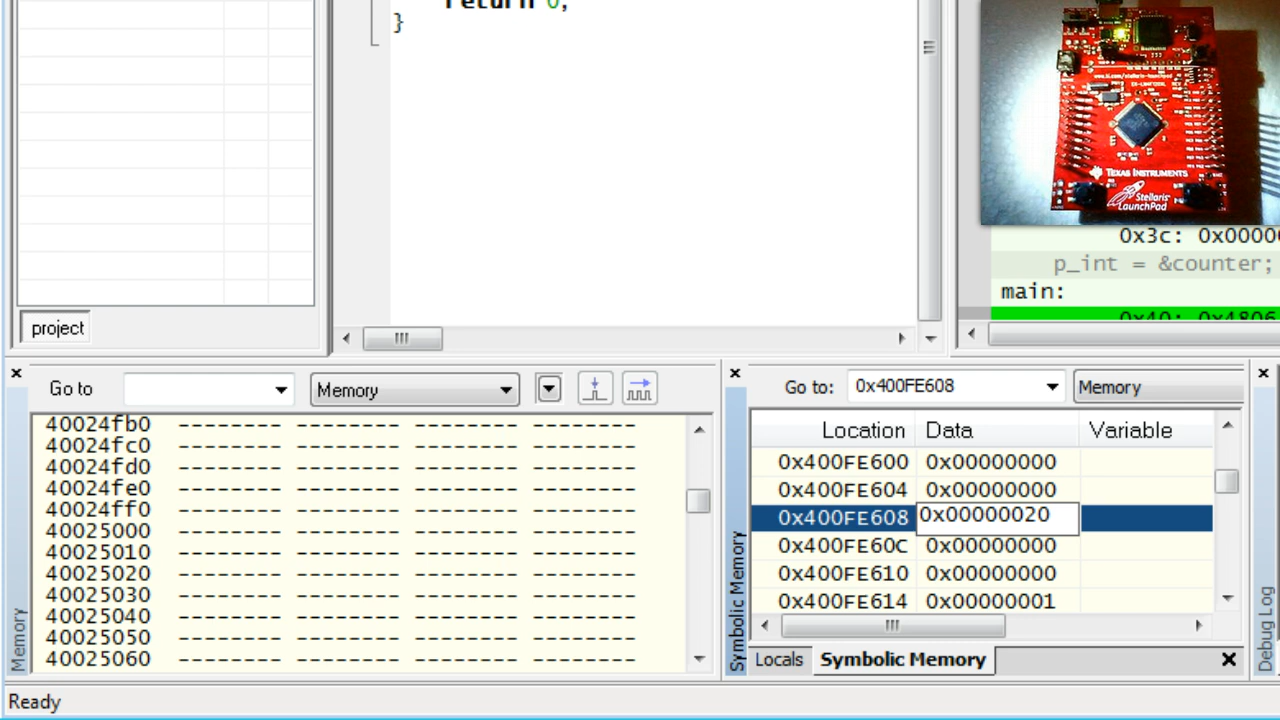 return 0;
}
TEXAS INSTRUMENTS
Stellaris
LaunchPad
0x3c: 0x0000
p_int = &counter;
main:
0x40: 0x4806
project
Go to
Memory
40024fb0 -------- -------- -------- --------
40024fc0 -------- -------- -------- --------
40024fd0 -------- -------- -------- --------
40024fe0 -------- -------- -------- --------
40024ff0 -------- -------- -------- --------
40025000 -------- -------- -------- --------
40025010 -------- -------- -------- --------
40025020 -------- -------- -------- --------
40025030 -------- -------- -------- --------
40025040 -------- -------- -------- --------
40025050 -------- -------- -------- --------
40025060 -------- -------- -------- --------
Memory
Go to: 0x400FE608 Memory
Location Data Variable
0x400FE600 0x00000000
0x400FE604 0x00000000
0x400FE608 0x00000020
0x400FE60C 0x00000000
0x400FE610 0x00000000
0x400FE614 0x00000001
Symbolic Memory
Locals Symbolic Memory
Debug Log
Ready